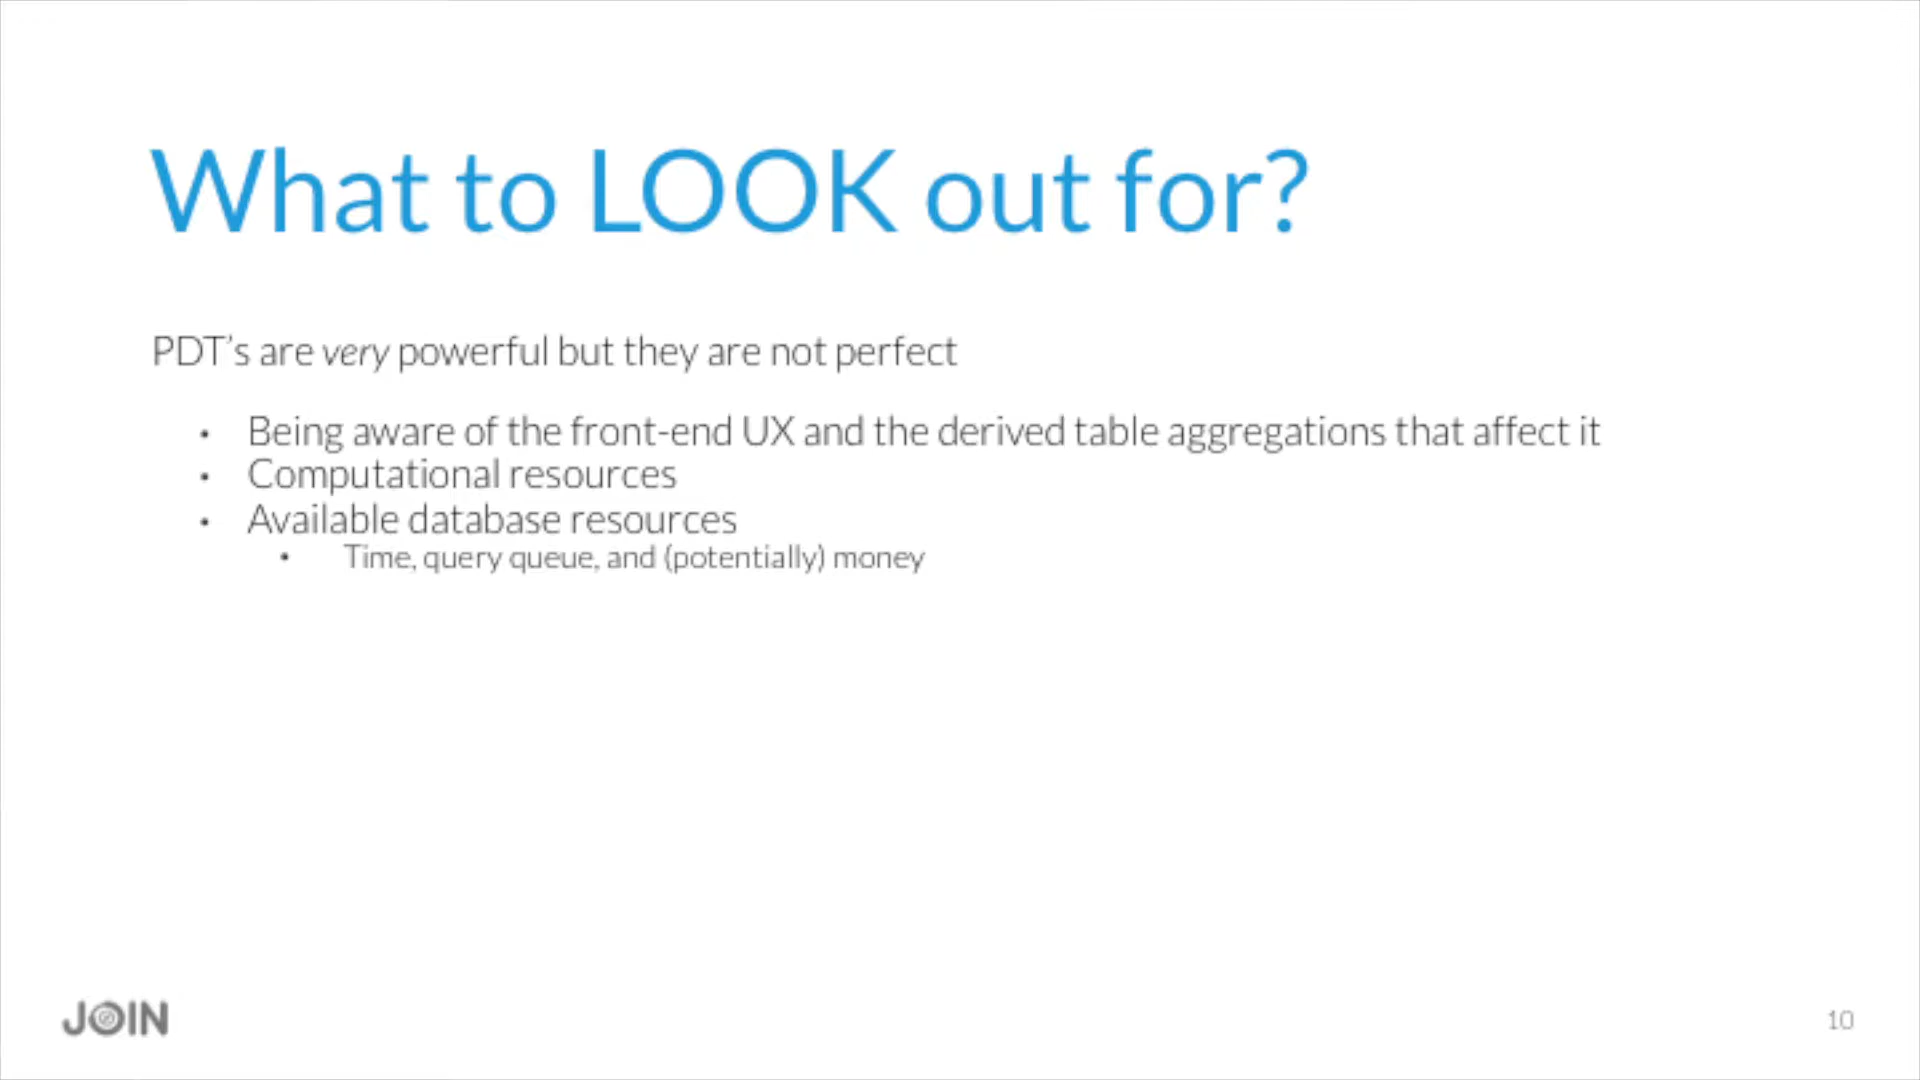 What to LOOK out for?
PDT's are very powerful but they are not perfect
• Being aware of the front-end UX and the derived table aggregations that affect it
• Computational resources
• Available database resources
• Time, query queue, and (potentially) money
JOIN
10